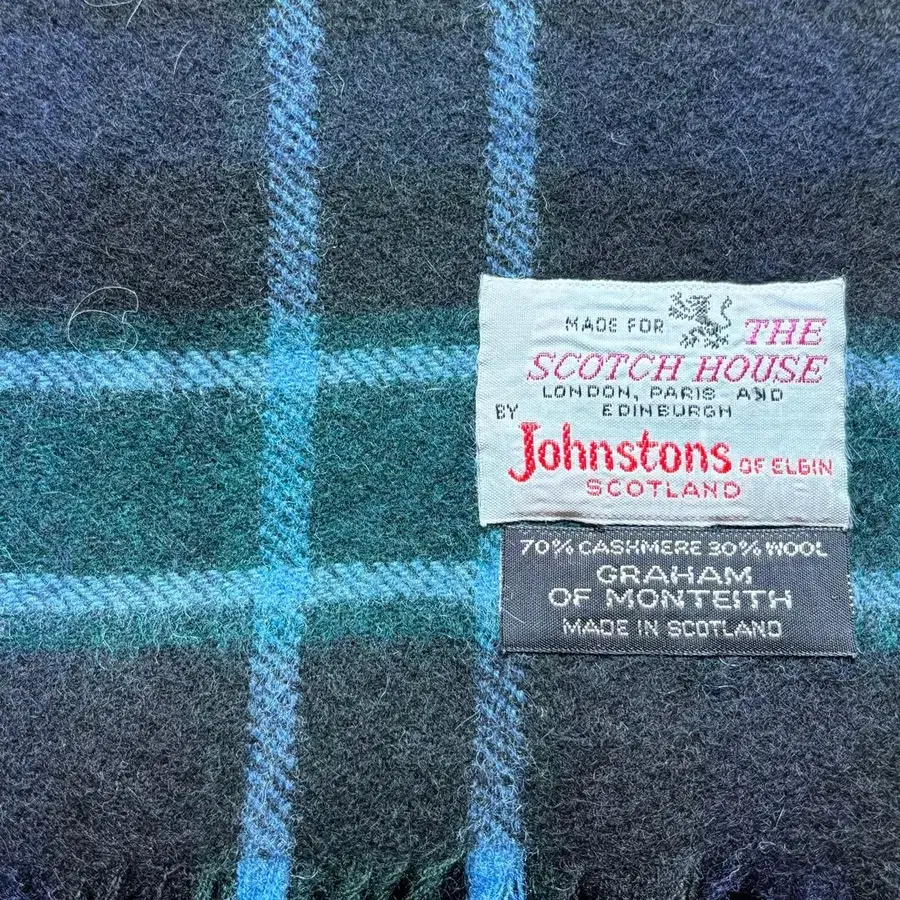 MADE FOR THE
SCOTCH HOUSE
LONDON, PARIS AND
EDINBURGH
BY Johnstons OF ELGIN
SCOTLAND
70% CASHMERE 30% WOOL
GRAHAM
OF MONTEITH
MADE IN SCOTLAND